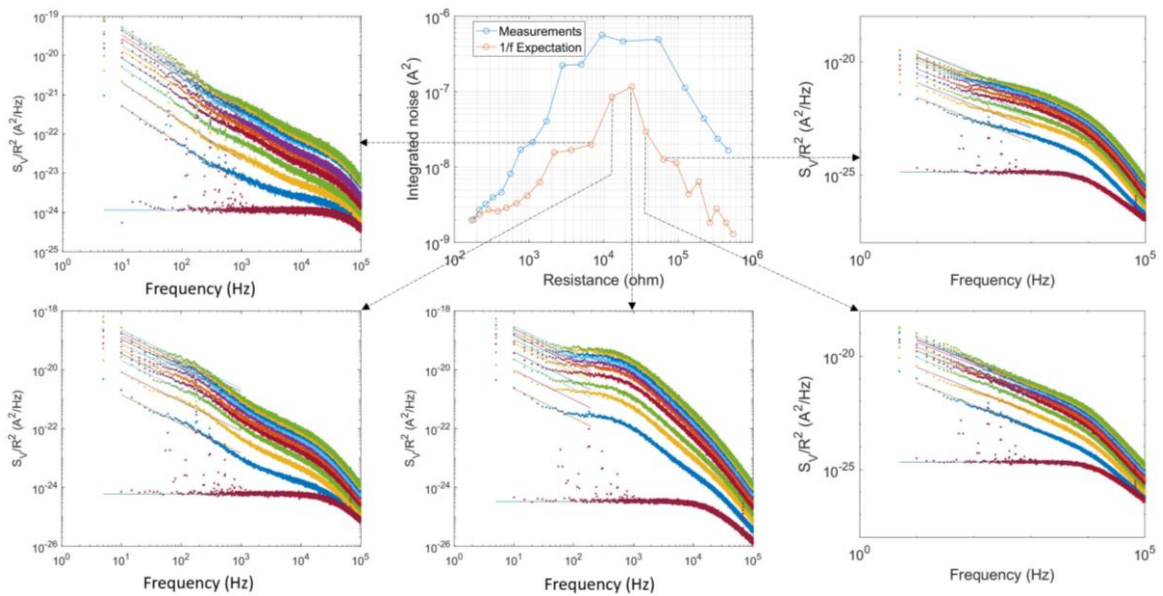 10^-19
10^-20
10^-21
10^-22
10^-23
10^-24
10^-25
S_V/R^2 (A^2/Hz)
10^0 10^1 10^2 10^3 10^4 10^5
Frequency (Hz)
10^-6
10^-7
10^-8
10^-9
Integrated noise (A^2)
Measurements
1/f Expectation
10^2 10^3 10^4 10^5 10^6
Resistance (ohm)
10^-20
10^-25
S_V/R^2 (A^2/Hz)
10^0 10^5
Frequency (Hz)
10^-18
10^-20
10^-22
10^-24
10^-26
S_V/R^2 (A^2/Hz)
10^0 10^1 10^2 10^3 10^4 10^5
Frequency (Hz)
10^-18
10^-20
10^-22
10^-24
10^-26
S_V/R^2 (A^2/Hz)
10^0 10^1 10^2 10^3 10^4 10^5
Frequency (Hz)
10^-20
10^-25
S_V/R^2 (A^2/Hz)
10^0 10^5
Frequency (Hz)